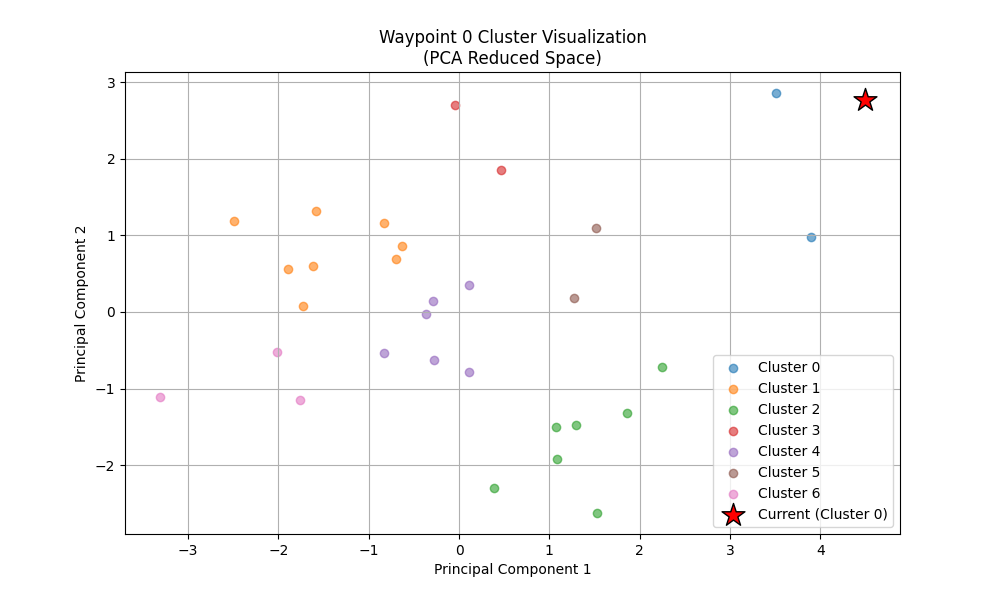 Waypoint 0 Cluster Visualization
(PCA Reduced Space)
3
2
1
0
−1
−2
Principal Component 2
−3
−2
−1
0
1
2
3
4
Principal Component 1
Cluster 0
Cluster 1
Cluster 2
Cluster 3
Cluster 4
Cluster 5
Cluster 6
Current (Cluster 0)